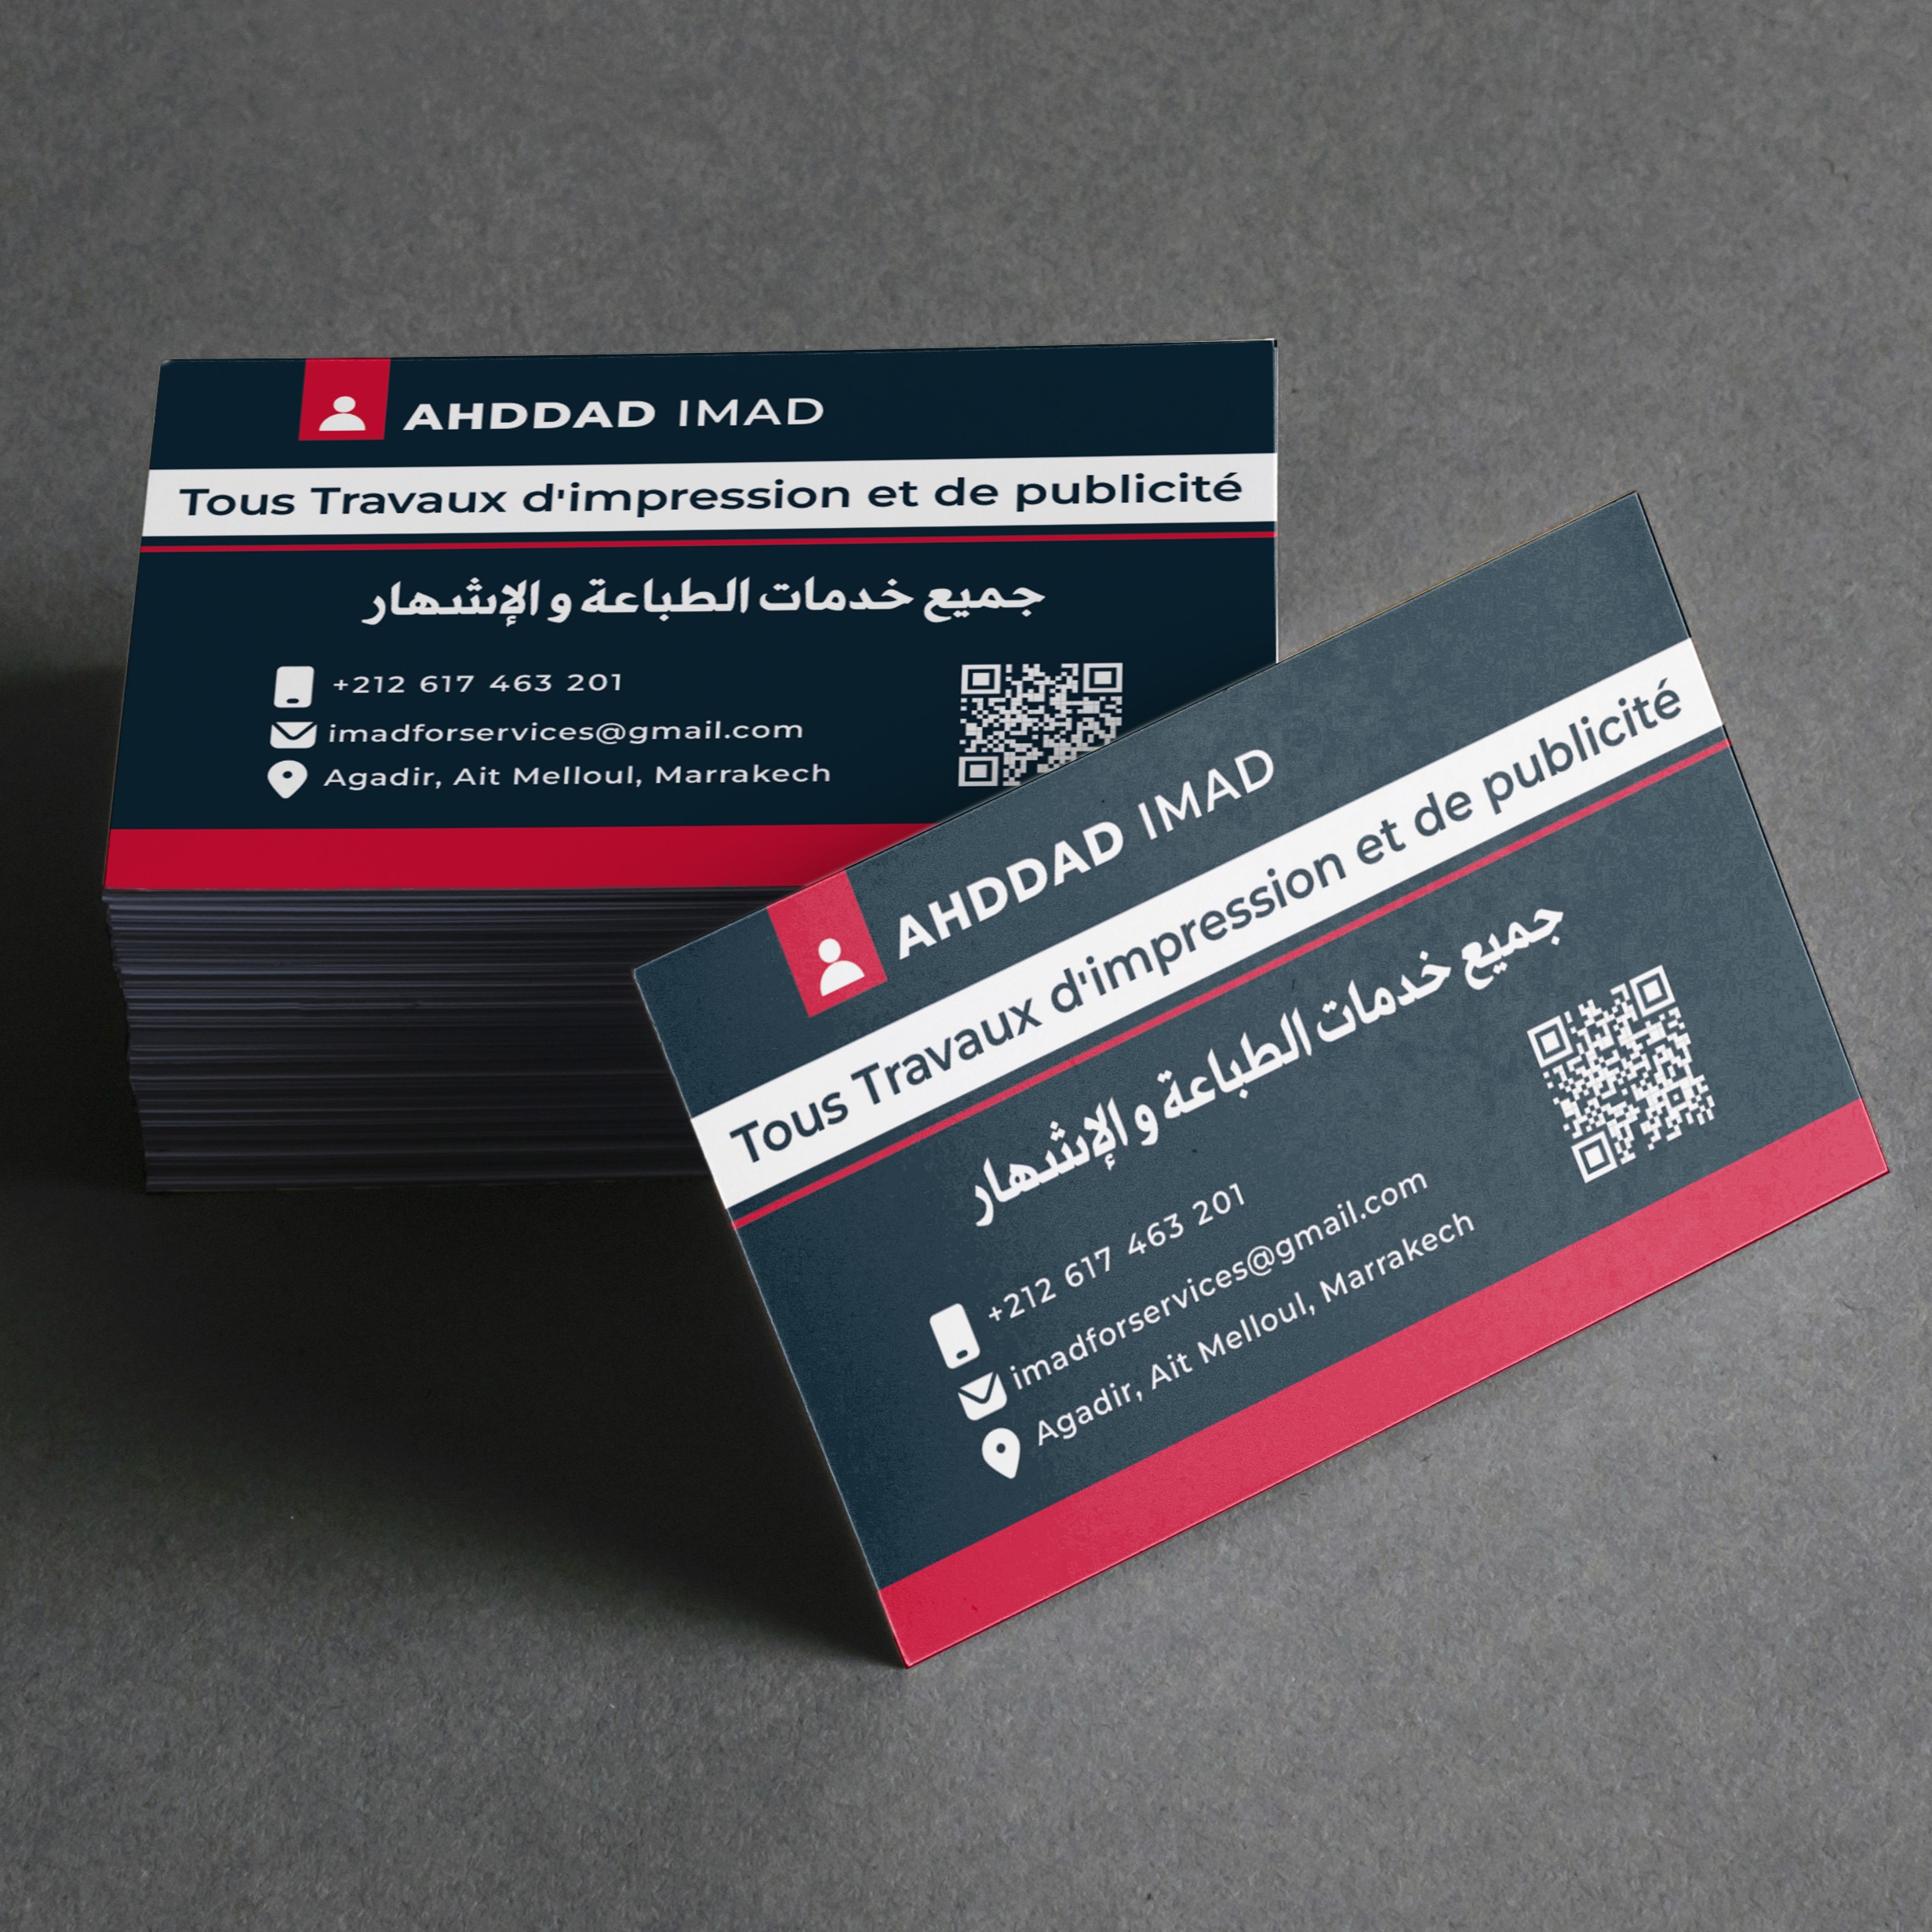 AHDDAD IMAD
Tous Travaux d'impression et de publicité
جميع خدمات الطباعة و الإشهار
+212 617 463 201
imadforservices@gmail.com
Agadir, Ait Melloul, Marrakech
AHDDAD IMAD
Tous Travaux d'impression et de publicité
جميع خدمات الطباعة و الإشهار
+212 617 463 201
imadforservices@gmail.com
Agadir, Ait Melloul, Marrakech